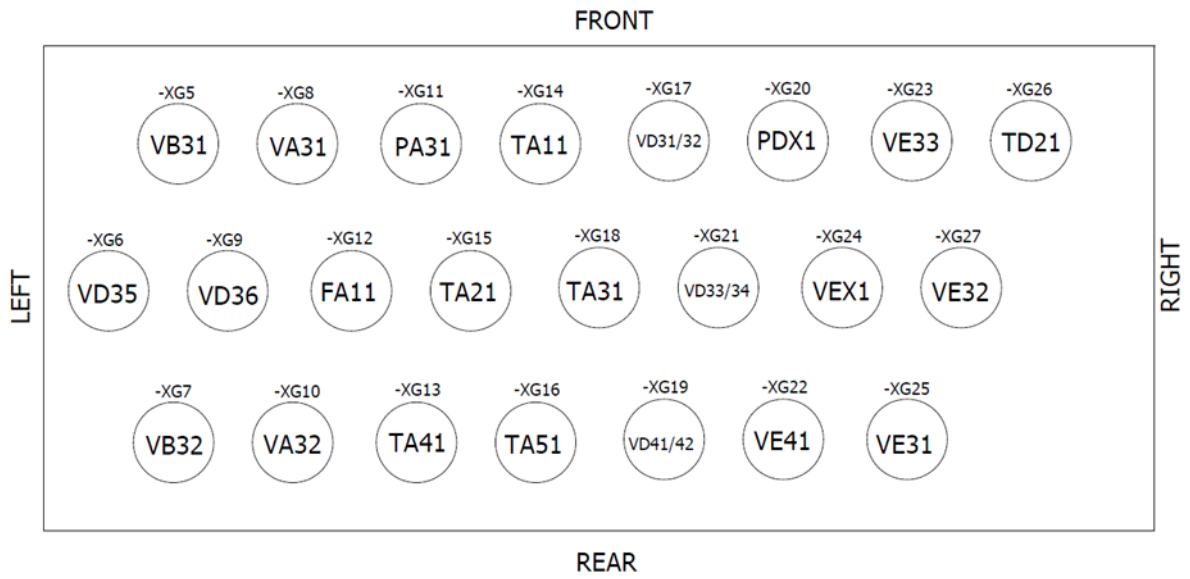 FRONT
-XG5 -XG8 -XG11 -XG14 -XG17 -XG20 -XG23 -XG26
VB31 VA31 PA31 TA11 VD31/32 PDX1 VE33 TD21
-XG6 -XG9 -XG12 -XG15 -XG18 -XG21 -XG24 -XG27
VD35 VD36 FA11 TA21 TA31 VD33/34 VEX1 VE32
LEFT
RIGHT
-XG7 -XG10 -XG13 -XG16 -XG19 -XG22 -XG25
VB32 VA32 TA41 TA51 VD41/42 VE41 VE31
REAR